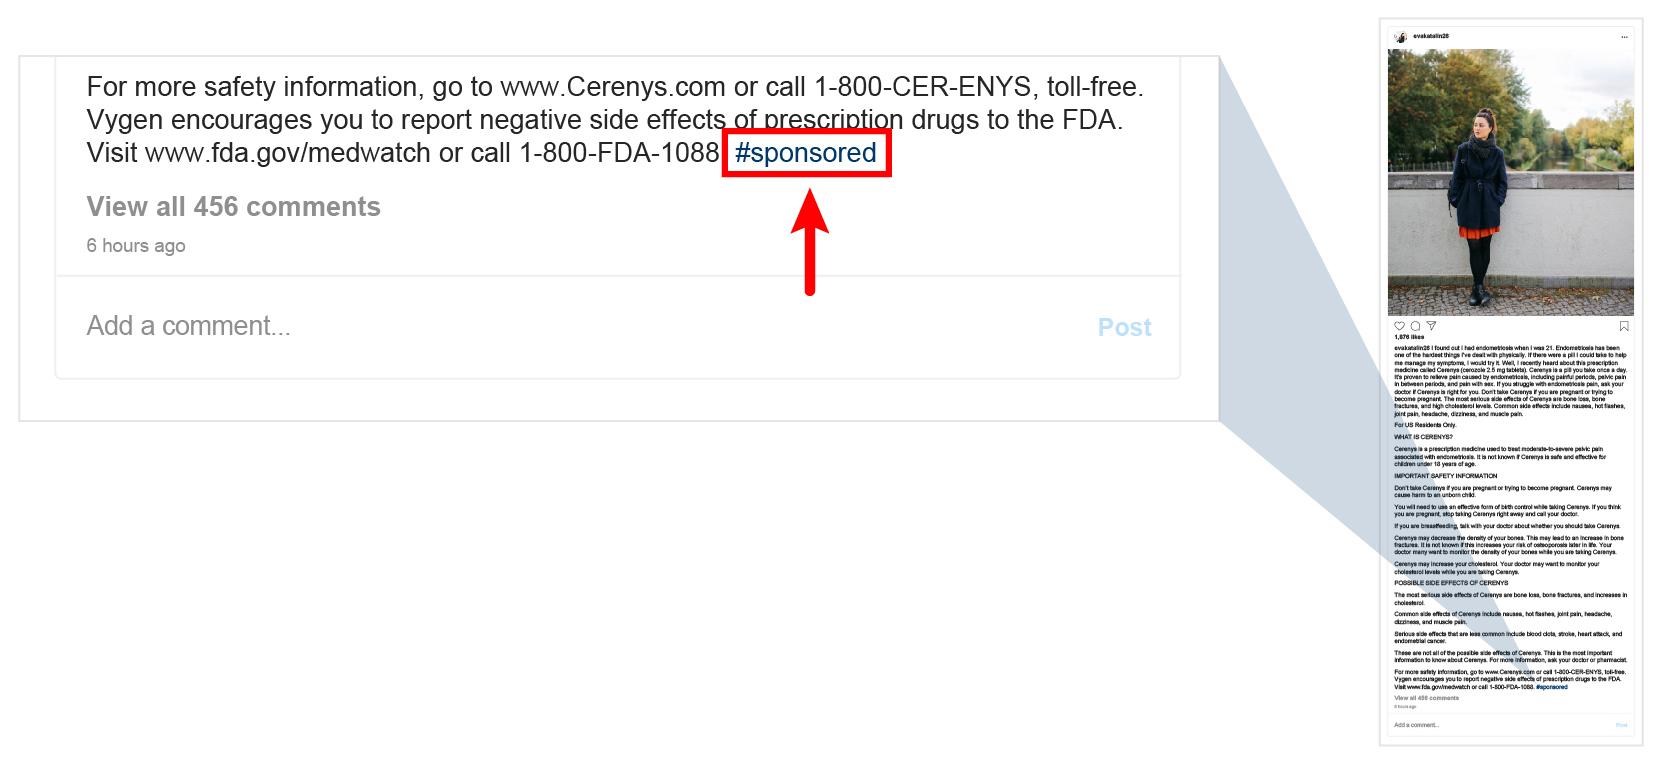 For more safety information, go to www.Cerenys.com or call 1-800-CER-ENYS, toll-free.
Vygen encourages you to report negative side effects of prescription drugs to the FDA.
Visit www.fda.gov/medwatch or call 1-800-FDA-1088 #sponsored
View all 456 comments
6 hours ago
Add a comment...
Post
evakatalin26
1,876 likes
evakatalin26 I found out I had endometriosis when I was 21. Endometriosis has been
one of the hardest things I've dealt with physically. If there were a pill I could take to help
me manage my symptoms, I would try it. Well, I recently heard about this prescription
medicine called Cerenys (cerozole 2.5 mg tablets). Cerenys is a pill you take once a day.
It's proven to relieve pain caused by endometriosis, including painful periods, pelvic pain
in between periods, and pain with sex. If you struggle with endometriosis pain, ask your
doctor if Cerenys is right for you. Don't take Cerenys if you are pregnant or trying to
become pregnant. The most serious side effects of Cerenys are bone loss, bone
fractures, and high cholesterol levels. Common side effects include nausea, hot flashes,
joint pain, headache, dizziness, and muscle pain.
For US Residents Only.
WHAT IS CERENYS?
Cerenys is a prescription medicine used to treat moderate-to-severe pelvic pain
associated with endometriosis. It is not known if Cerenys is safe and effective for
children under 18 years of age.
IMPORTANT SAFETY INFORMATION
Don't take Cerenys if you are pregnant or trying to become pregnant. Cerenys may
cause harm to an unborn child.
You will need to use an effective form of birth control while taking Cerenys. If you think
you are pregnant, stop taking Cerenys right away and call your doctor.
If you are breastfeeding, talk with your doctor about whether you should take Cerenys.
Cerenys may decrease the density of your bones. This may lead to an increase in bone
fractures. It is not known if this increases your risk of osteoporosis later in life. Your
doctor many want to monitor the density of your bones while you are taking Cerenys.
Cerenys may increase your cholesterol. Your doctor may want to monitor your
cholesterol levels while you are taking Cerenys.
POSSIBLE SIDE EFFECTS OF CERENYS
The most serious side effects of Cerenys are bone loss, bone fractures, and increases in
cholesterol.
Common side effects of Cerenys include nausea, hot flashes, joint pain, headache,
dizziness, and muscle pain.
Serious side effects that are less common include blood clots, stroke, heart attack, and
endometrial cancer.
These are not all of the possible side effects of Cerenys. This is the most important
information to know about Cerenys. For more information, ask your doctor or pharmacist.
For more safety information, go to www.Cerenys.com or call 1-800-CER-ENYS, toll-free.
Vygen encourages you to report negative side effects of prescription drugs to the FDA.
Visit www.fda.gov/medwatch or call 1-800-FDA-1088. #sponsored
View all 456 comments
6 hours ago
Add a comment...
Post